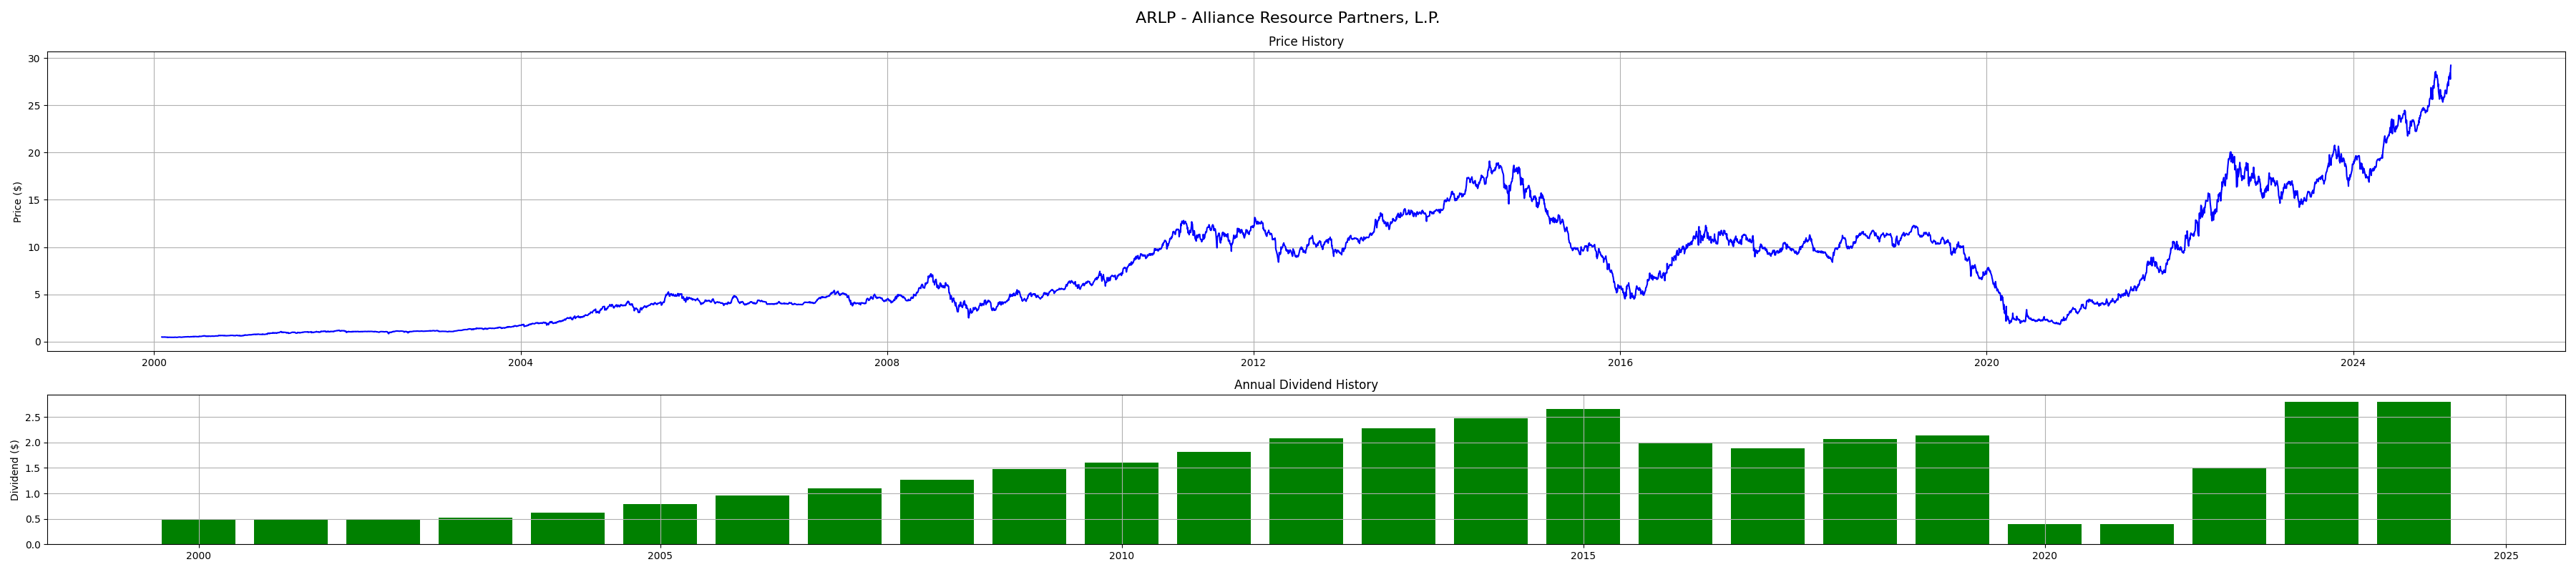 ARLP - Alliance Resource Partners, L.P.
Price History
Price ($)
30
25
20
15
10
5
0
2000 2004 2008 2012 2016 2020 2024
Annual Dividend History
Dividend ($)
2.5
2.0
1.5
1.0
0.5
0.0
2000 2005 2010 2015 2020 2025